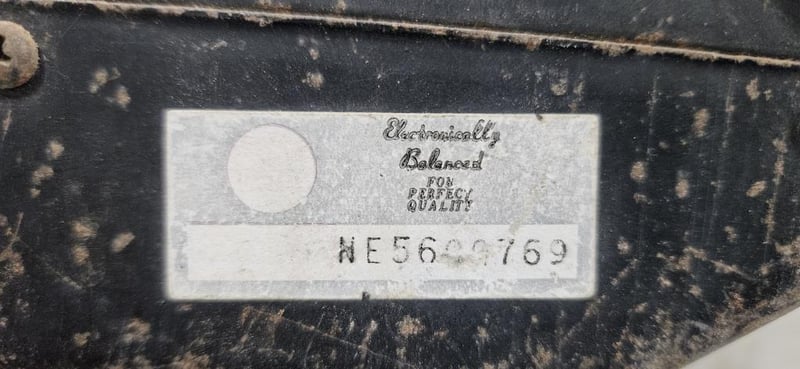 Electronically
Balanced
FOR
PERFECT
QUALITY